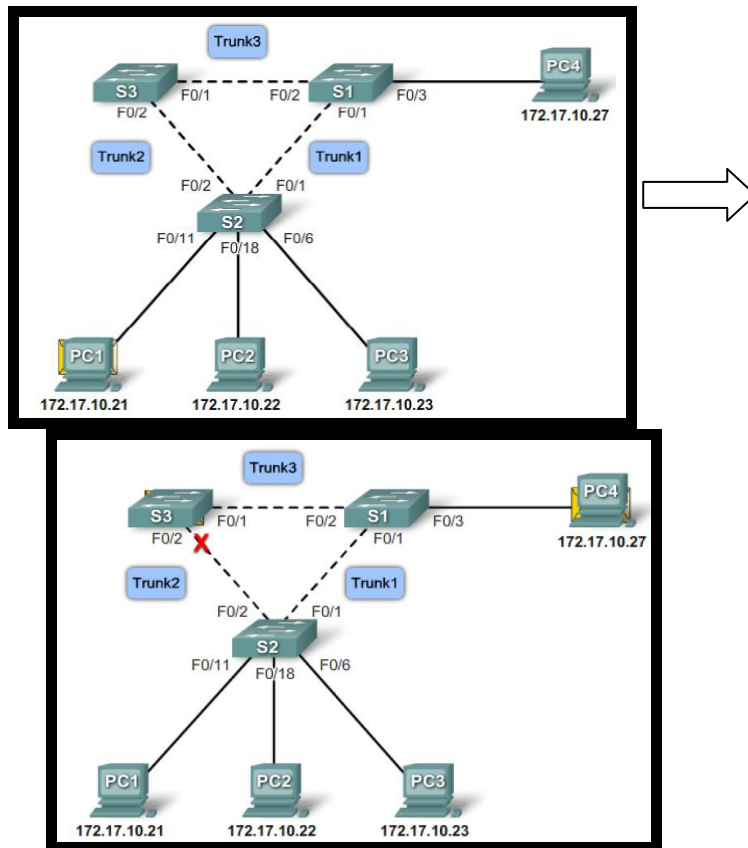 Trunk3
S3
F0/1
F0/2
S1
F0/3
PC4
F0/2
F0/1
172.17.10.27
Trunk2
Trunk1
F0/2
F0/1
S2
F0/11
F0/18
F0/6
PC1
PC2
PC3
172.17.10.21
172.17.10.22
172.17.10.23
Trunk3
S3
F0/1
F0/2
S1
F0/3
PC4
F0/2
X
F0/1
172.17.10.27
Trunk2
Trunk1
F0/2
F0/1
S2
F0/11
F0/18
F0/6
PC1
PC2
PC3
172.17.10.21
172.17.10.22
172.17.10.23